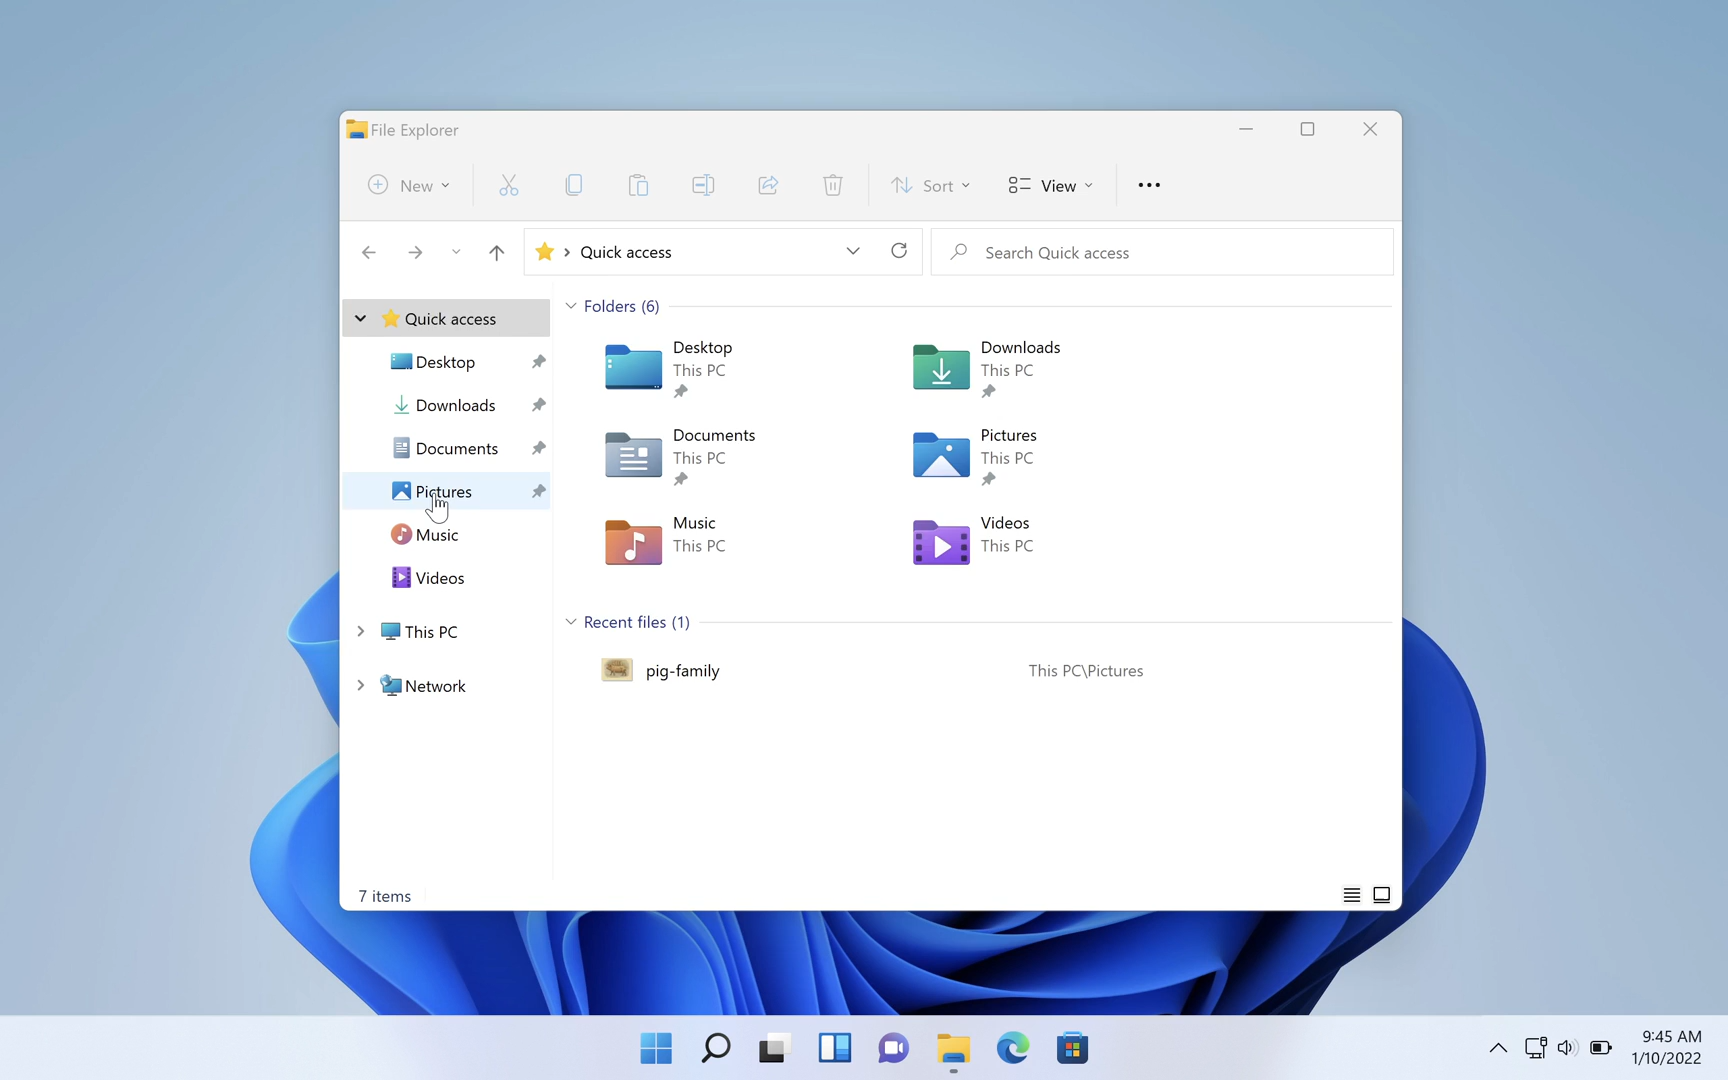 File Explorer
New
Sort
View
Quick access
Search Quick access
Quick access
Desktop
Downloads
Documents
Pictures
Music
Videos
This PC
Network
Folders (6)
Desktop
This PC
Downloads
This PC
Documents
This PC
Pictures
This PC
Music
This PC
Videos
This PC
Recent files (1)
pig-family This PC\Pictures
7 items
9:45 AM
1/10/2022